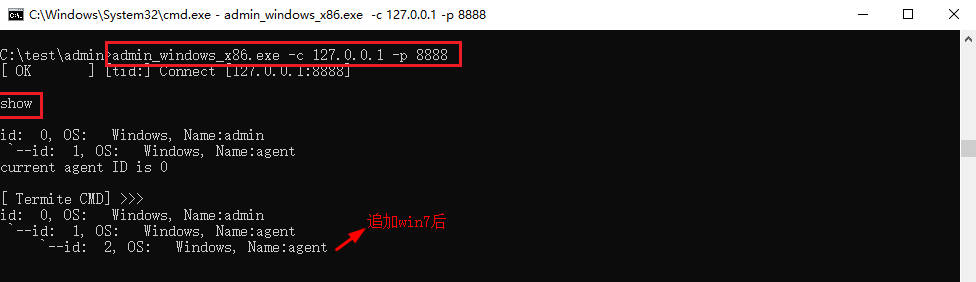 C:\Windows\System32\cmd.exe - admin_windows_x86.exe -c 127.0.0.1 -p 8888
C:\test\admin>admin_windows_x86.exe -c 127.0.0.1 -p 8888
[ OK       ] [tid:] Connect [127.0.0.1:8888]
show
id:  0, OS:   Windows, Name:admin
`--id:  1, OS:   Windows, Name:agent
current agent ID is 0
[ Termite CMD] >>>
id:  0, OS:   Windows, Name:admin
`--id:  1, OS:   Windows, Name:agent
追加win7后
`--id:  2, OS:   Windows, Name:agent